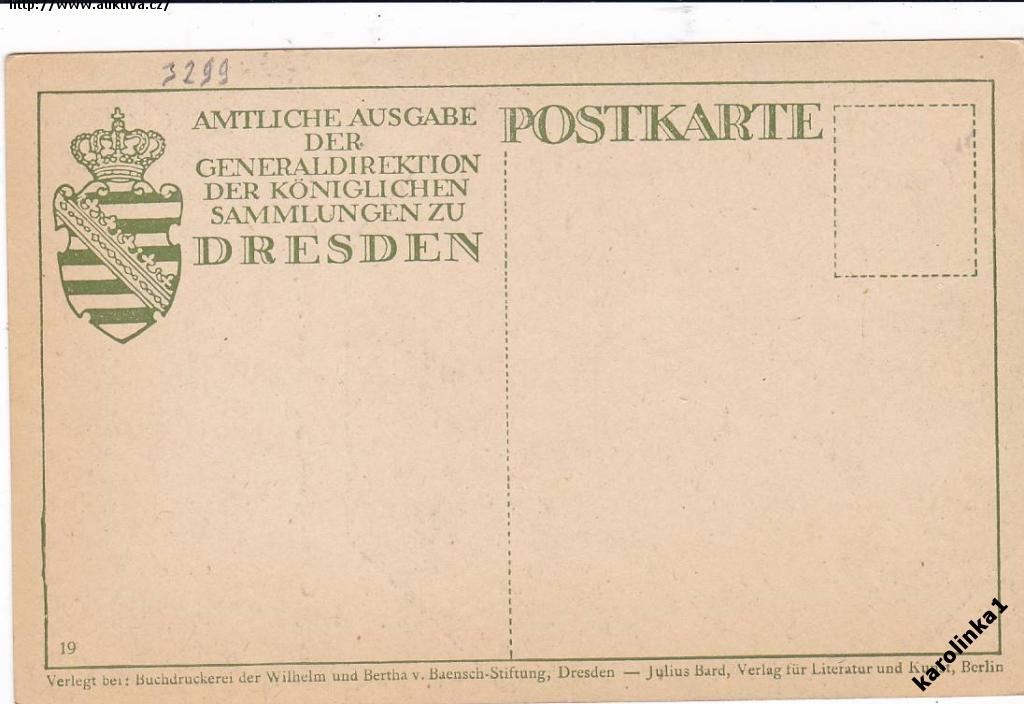 http://www.auktiva.cz/
3299
AMTLICHE AUSGABE
DER
GENERALDIREKTION
DER KÖNIGLICHEN
SAMMLUNGEN ZU
DRESDEN
POSTKARTE
19
Verlegt bei: Buchdruckerei der Wilhelm und Bertha v. Baensch-Stiftung, Dresden — Julius Bard, Verlag für Literatur und Kunst, Berlin
karolinka1